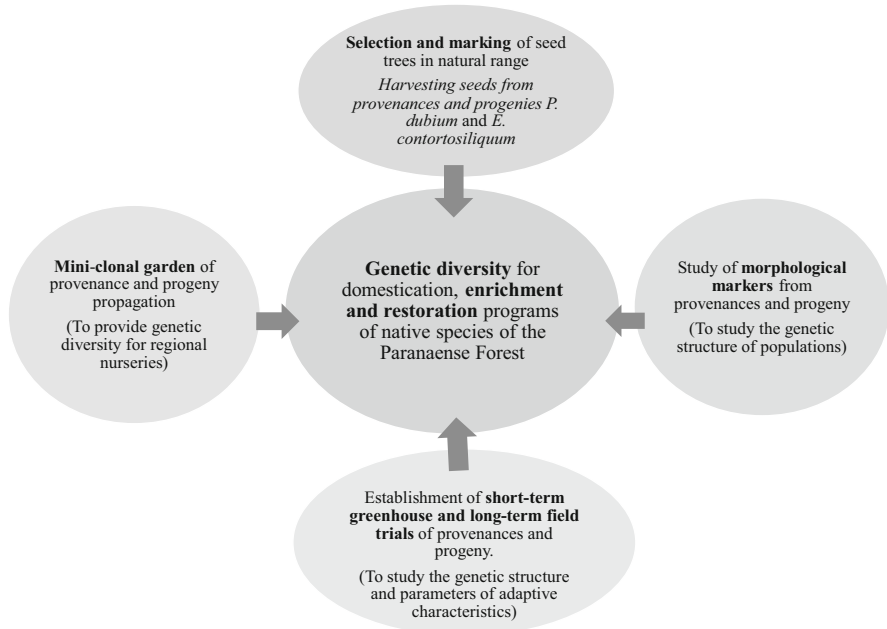 Selection and marking of seed
trees in natural range
Harvesting seeds from
provenances and progenies P.
dubium and E.
contortosiliquum
Mini-clonal garden of
provenance and progeny
propagation
(To provide genetic
diversity for regional
nurseries)
Genetic diversity for
domestication, enrichment
and restoration programs
of native species of the
Paranaense Forest
Study of morphological
markers from
provenances and progeny
(To study the genetic
structure of populations)
Establishment of short-term
greenhouse and long-term field
trials of provenances and
progeny.
(To study the genetic structure
and parameters of adaptive
characteristics)